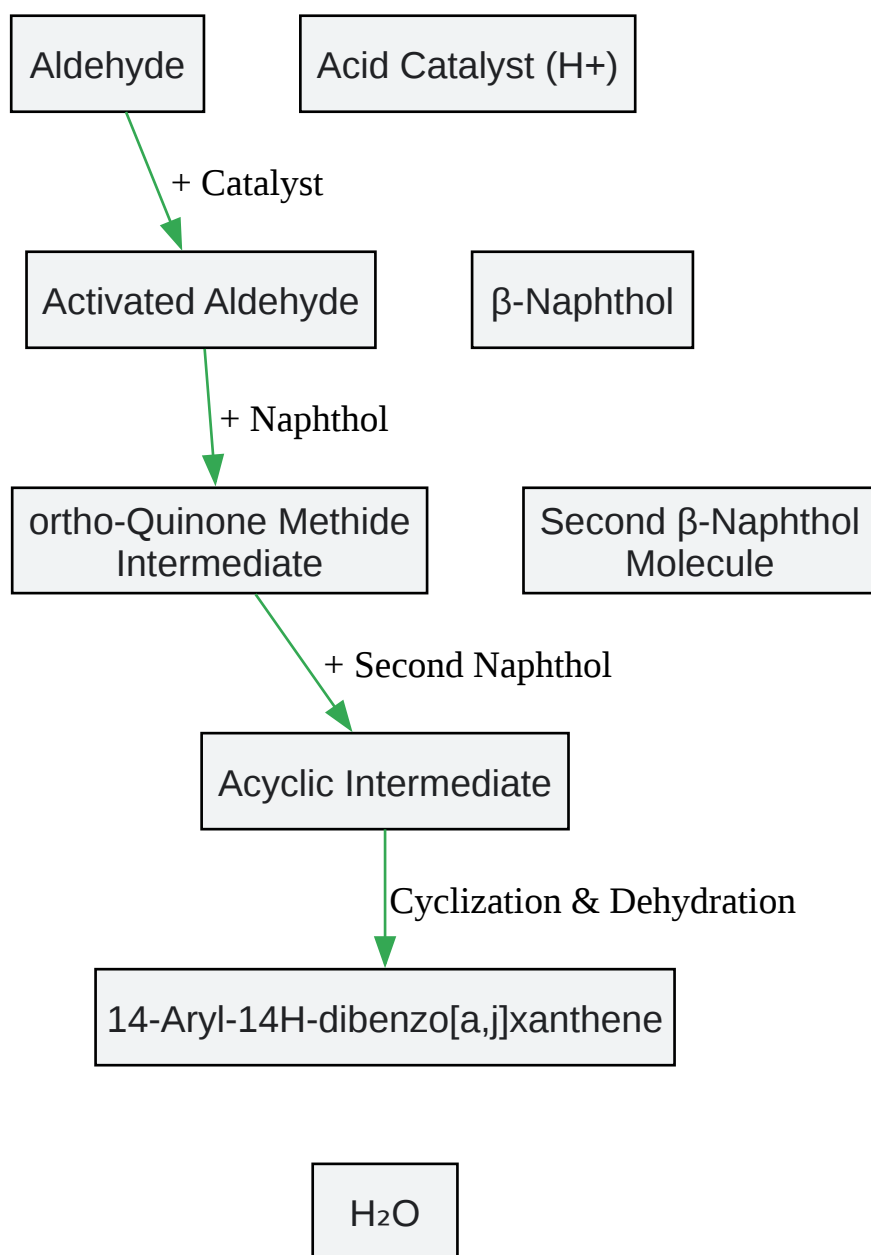 Aldehyde
Acid Catalyst (H+)
+ Catalyst
Activated Aldehyde
β-Naphthol
+ Naphthol
ortho-Quinone Methide
Intermediate
Second β-Naphthol
Molecule
+ Second Naphthol
Acyclic Intermediate
Cyclization & Dehydration
14-Aryl-14H-dibenzo[a,j]xanthene
H₂O